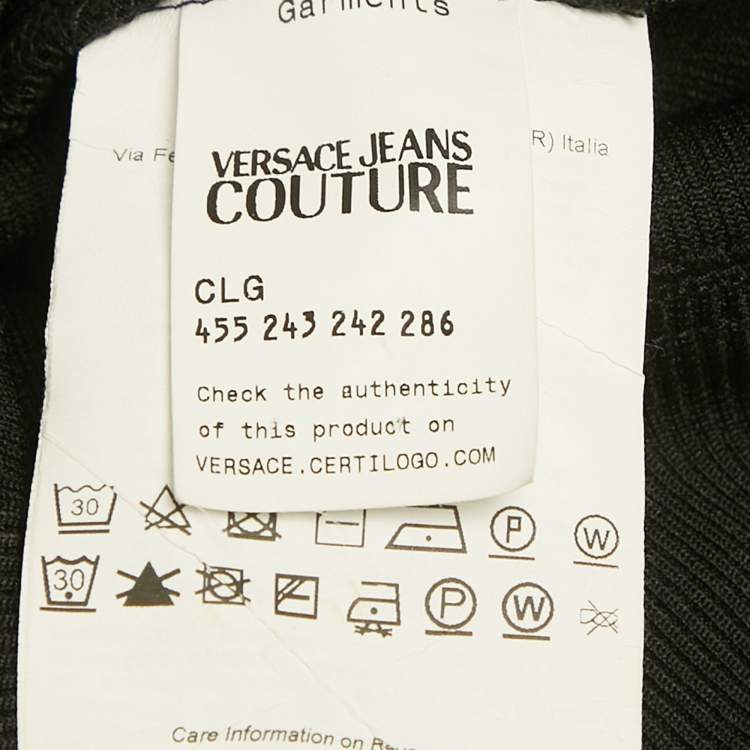 Garments
Via Fe
R) Italia
VERSACE JEANS
COUTURE
CLG
455 243 242 286
Check the authenticity
of this product on
VERSACE.CERTILOGO.COM
30 P W
30 P W
Care Information on